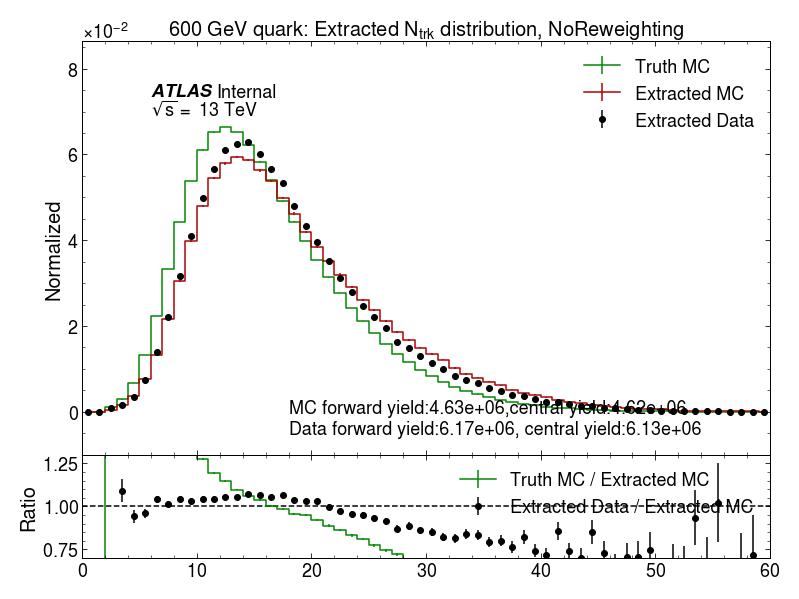 ×10⁻²
600 GeV quark: Extracted N_trk distribution, NoReweighting
ATLAS Internal
√s = 13 TeV
Truth MC
Extracted MC
Extracted Data
Normalized
8
6
4
2
0
MC forward yield:4.63e+06,central yield:4.62e+06
Data forward yield:6.17e+06, central yield:6.13e+06
Ratio
1.25
1.00
0.75
Truth MC / Extracted MC
Extracted Data / Extracted MC
0 10 20 30 40 50 60